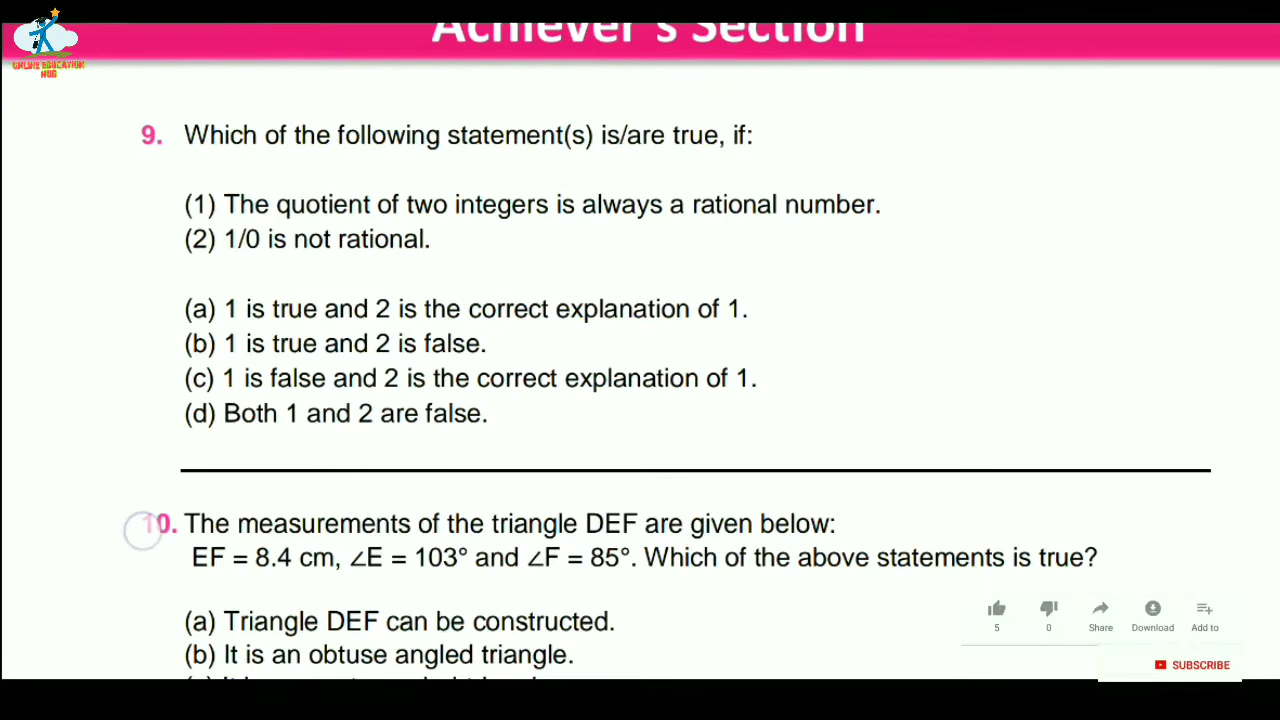 Achiever's Section
ONLINE EDUCATION
HUB
9. Which of the following statement(s) is/are true, if:
(1) The quotient of two integers is always a rational number.
(2) 1/0 is not rational.
(a) 1 is true and 2 is the correct explanation of 1.
(b) 1 is true and 2 is false.
(c) 1 is false and 2 is the correct explanation of 1.
(d) Both 1 and 2 are false.
10. The measurements of the triangle DEF are given below:
EF = 8.4 cm, ∠E = 103° and ∠F = 85°. Which of the above statements is true?
(a) Triangle DEF can be constructed.
(b) It is an obtuse angled triangle.
5 0 Share Download Add to
SUBSCRIBE